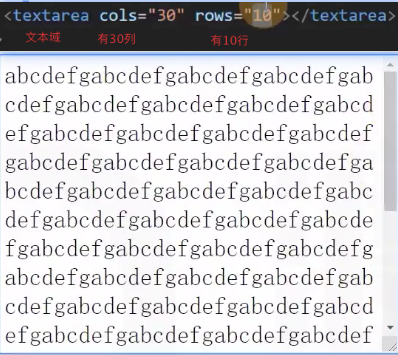 <textarea cols="30" rows="10"></textarea>
文本域 有30列 有10行
abcdefgabcdefgabcdefgabcdefgab
cdefgabcdefgabcdefgabcdefgabcd
efgabcdefgabcdefgabcdefgabcdef
gabcdefgabcdefgabcdefgabcdefga
bcdefgabcdefgabcdefgabcdefgabc
defgabcdefgabcdefgabcdefgabcde
fgabcdefgabcdefgabcdefgabcdefg
abcdefgabcdefgabcdefgabcdefgab
cdefgabcdefgabcdefgabcdefgabcd
efgabcdefgabcdefgabcdefgabcdef